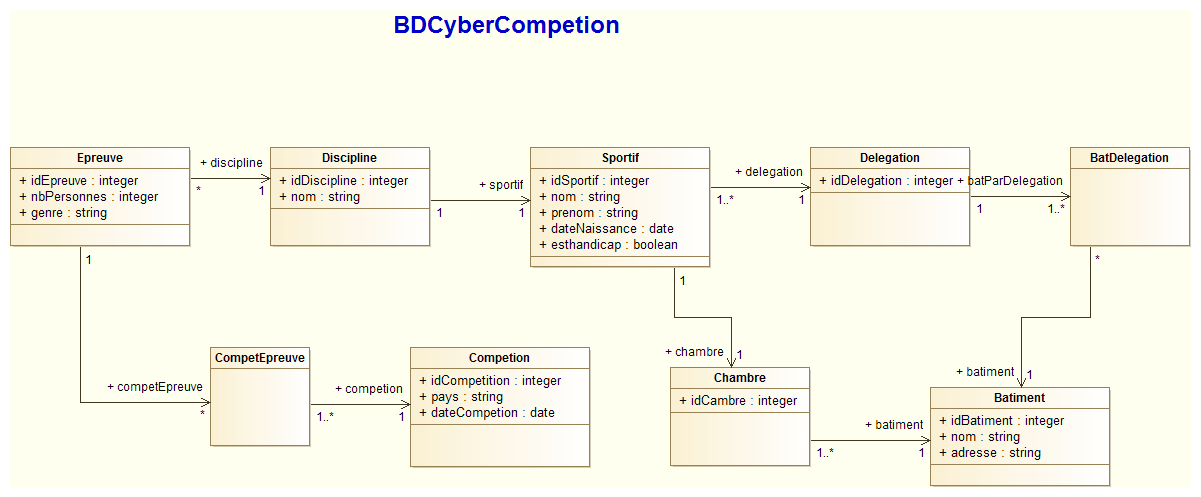 BDCyberCompetion
Epreuve
+ idEpreuve : integer
+ nbPersonnes : integer
+ genre : string
+ discipline
*
1
Discipline
+ idDiscipline : integer
+ nom : string
+ sportif
1
1
Sportif
+ idSportif : integer
+ nom : string
+ prenom : string
+ dateNaissance : date
+ esthandicap : boolean
+ delegation
1..*
1
Delegation
+ idDelegation : integer
+ batParDelegation
1
1..*
BatDelegation
1
+ competEpreuve
*
CompetEpreuve
+ competion
1..*
1
Competion
+ idCompetition : integer
+ pays : string
+ dateCompetion : date
1
+ chambre
1
Chambre
+ idCambre : integer
+ batiment
1..*
1
*
+ batiment
1
Batiment
+ idBatiment : integer
+ nom : string
+ adresse : string